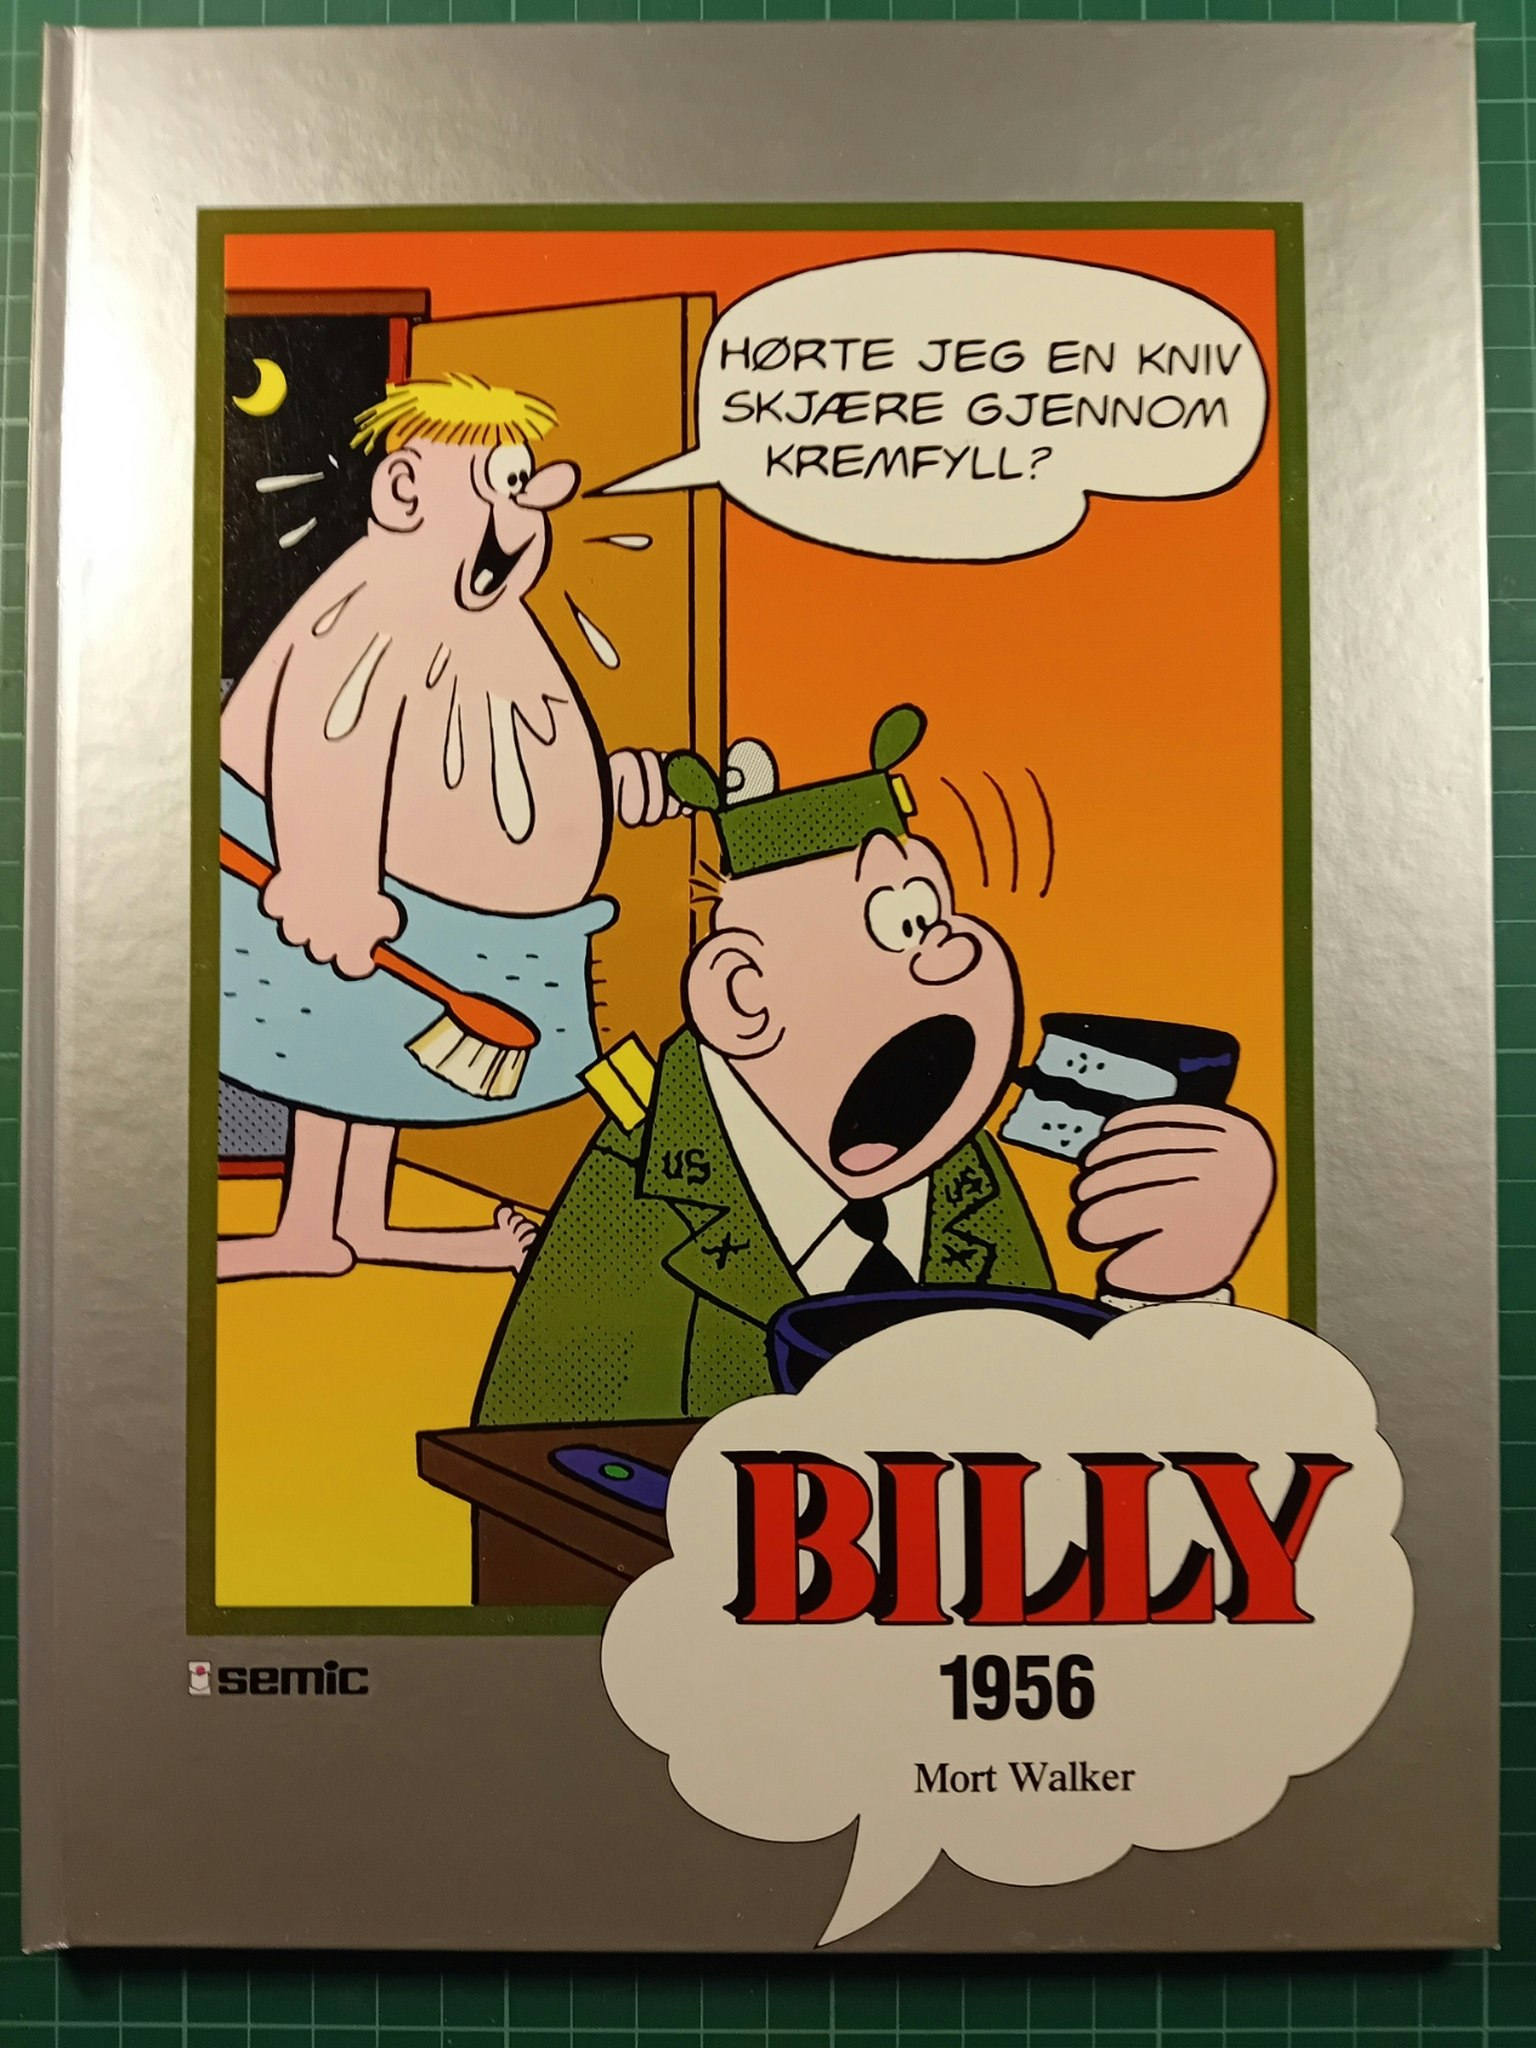 HØRTE JEG EN KNIV
SKJÆRE GJENNOM
KREMFYLL?
US
US
BILLY
1956
Mort Walker
semic